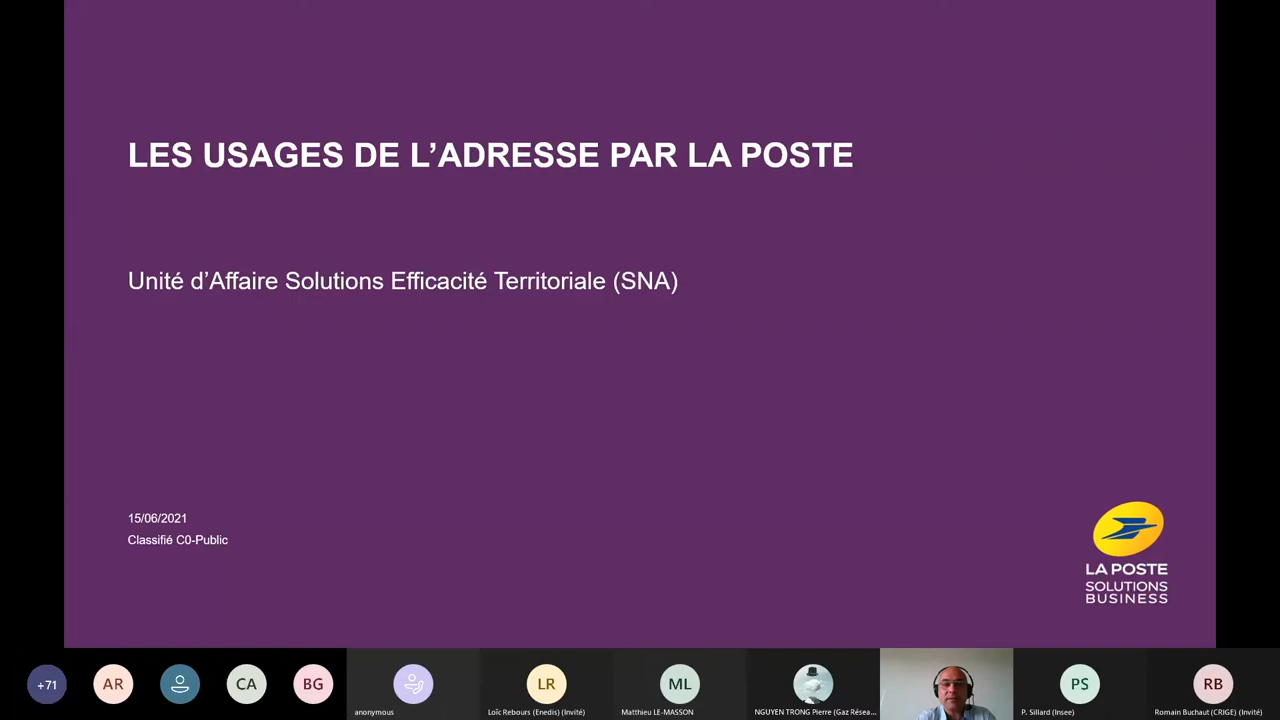 LES USAGES DE L’ADRESSE PAR LA POSTE
Unité d’Affaire Solutions Efficacité Territoriale (SNA)
15/06/2021
Classifié C0-Public
LA POSTE
SOLUTIONS
BUSINESS
+71
AR
CA
BG
anonymous
LR
Loïc Rebours (Enedis) (Invité)
ML
Matthieu LE-MASSON
NGUYEN TRONG Pierre (Gaz Résea...
PS
P. Sillard (Insee)
RB
Romain Buchaut (CRIGE) (Invité)